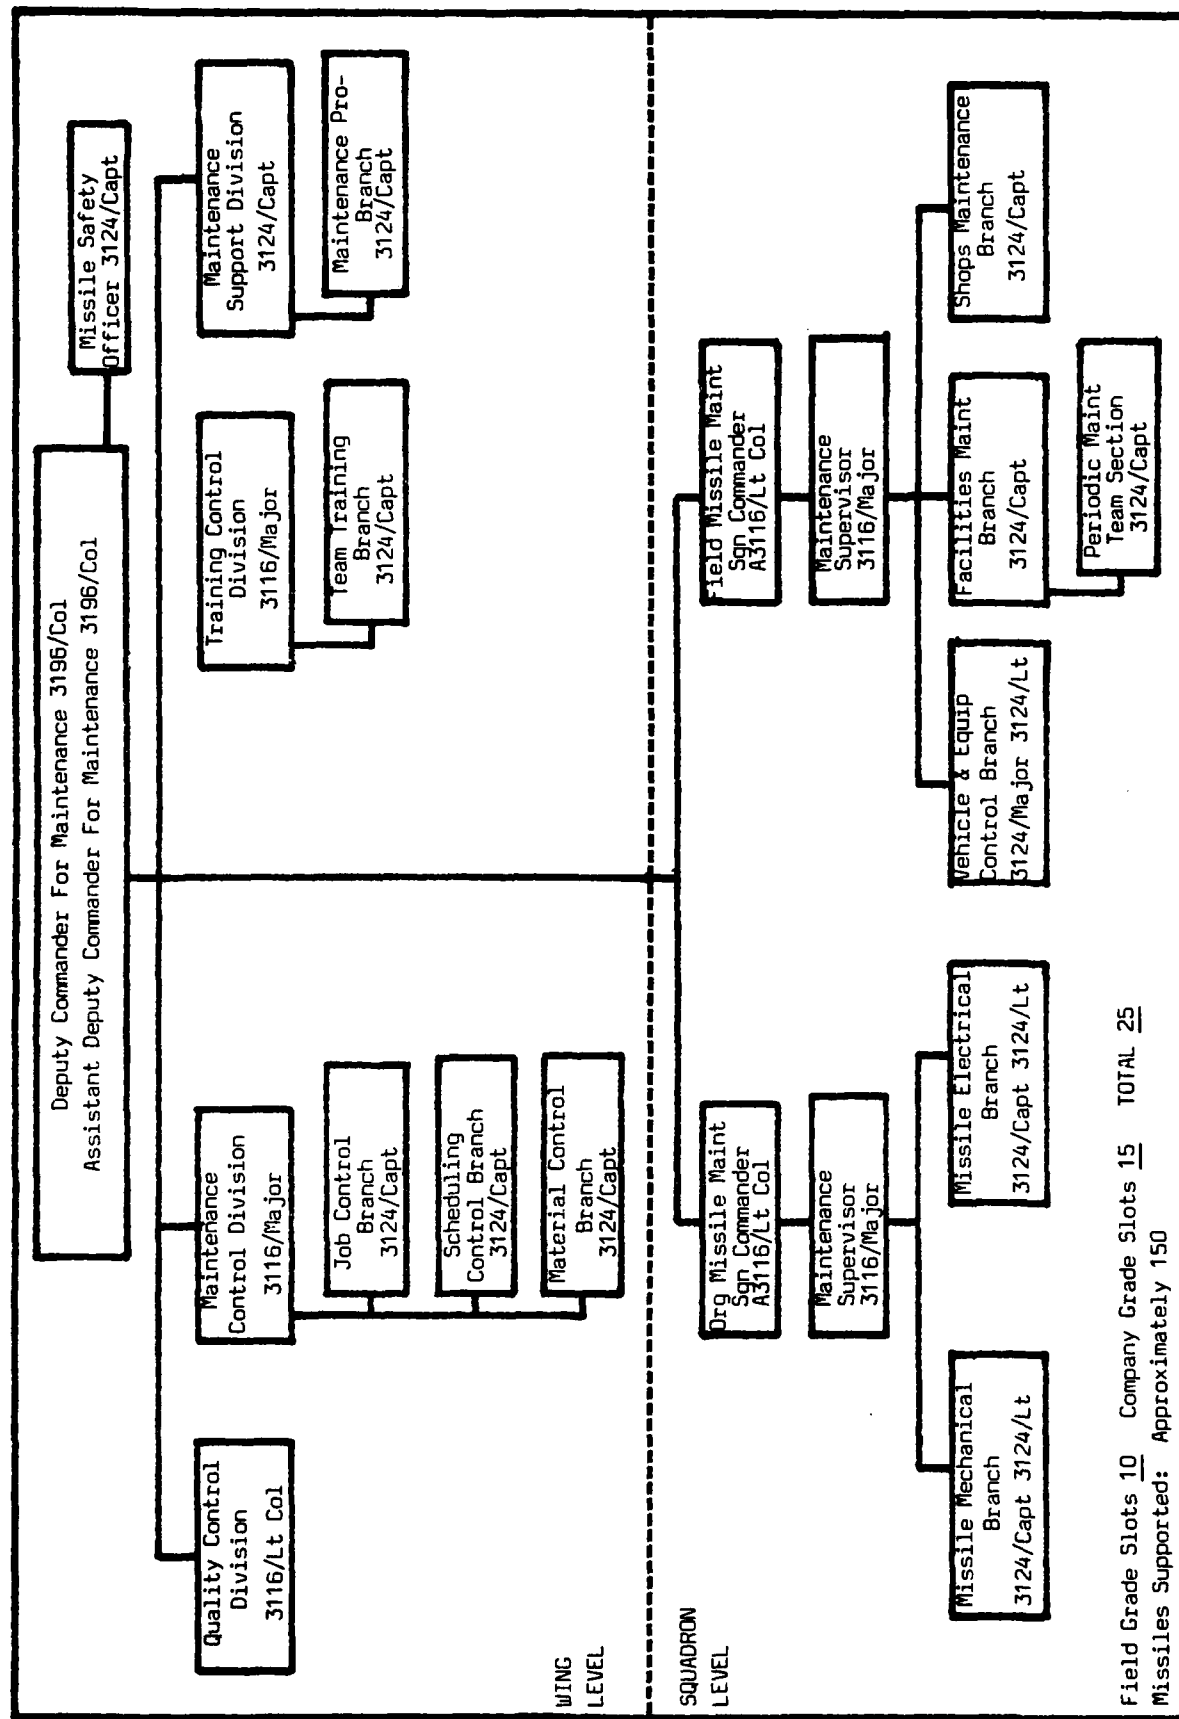 Deputy Commander For Maintenance 3196/Col
Assistant Deputy Commander For Maintenance 3196/Col
Missile Safety
Officer 3124/Capt
Quality Control
Division
3116/Lt Col
Maintenance
Control Division
3116/Major
Job Control
Branch
3124/Capt
Scheduling
Control Branch
3124/Capt
Material Control
Branch
3124/Capt
Training Control
Division
3116/Major
Team Training
Branch
3124/Capt
Maintenance
Support Division
3124/Capt
Maintenance Pro-
Branch
3124/Capt
WING
LEVEL
SQUADRON
LEVEL
Org Missile Maint
Sqn Commander
A3116/Lt Col
Maintenance
Supervisor
3116/Major
Missile Mechanical
Branch
3124/Capt 3124/Lt
Missile Electrical
Branch
3124/Capt 3124/Lt
Field Missile Maint
Sqn Commander
A3116/Lt Col
Maintenance
Supervisor
3116/Major
Vehicle & Equip
Control Branch
3124/Major 3124/Lt
Facilities Maint
Branch
3124/Capt
Periodic Maint
Team Section
3124/Capt
Shops Maintenance
Branch
3124/Capt
Field Grade Slots 10 Company Grade Slots 15 TOTAL 25
Missiles Supported: Approximately 150